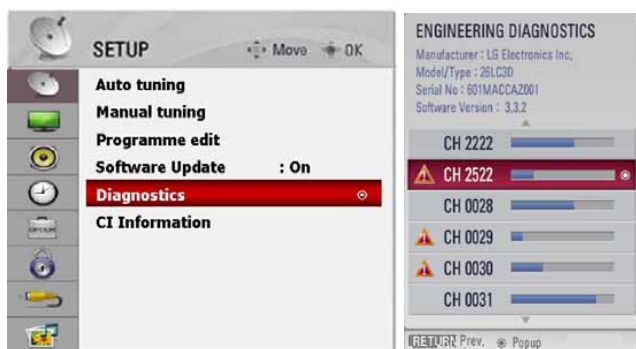 SETUP
Move OK
Auto tuning
Manual tuning
Programme edit
Software Update : On
Diagnostics
CI Information
OPTION
ENGINEERING DIAGNOSTICS
Manufacturer : LG Electronics Inc,
Model/Type : 26LC30
Serial No : 601MACCAZ001
Software Version : 3,3,2
CH 2222
CH 2522
CH 0028
CH 0029
CH 0030
CH 0031
RETURN Prev. Popup